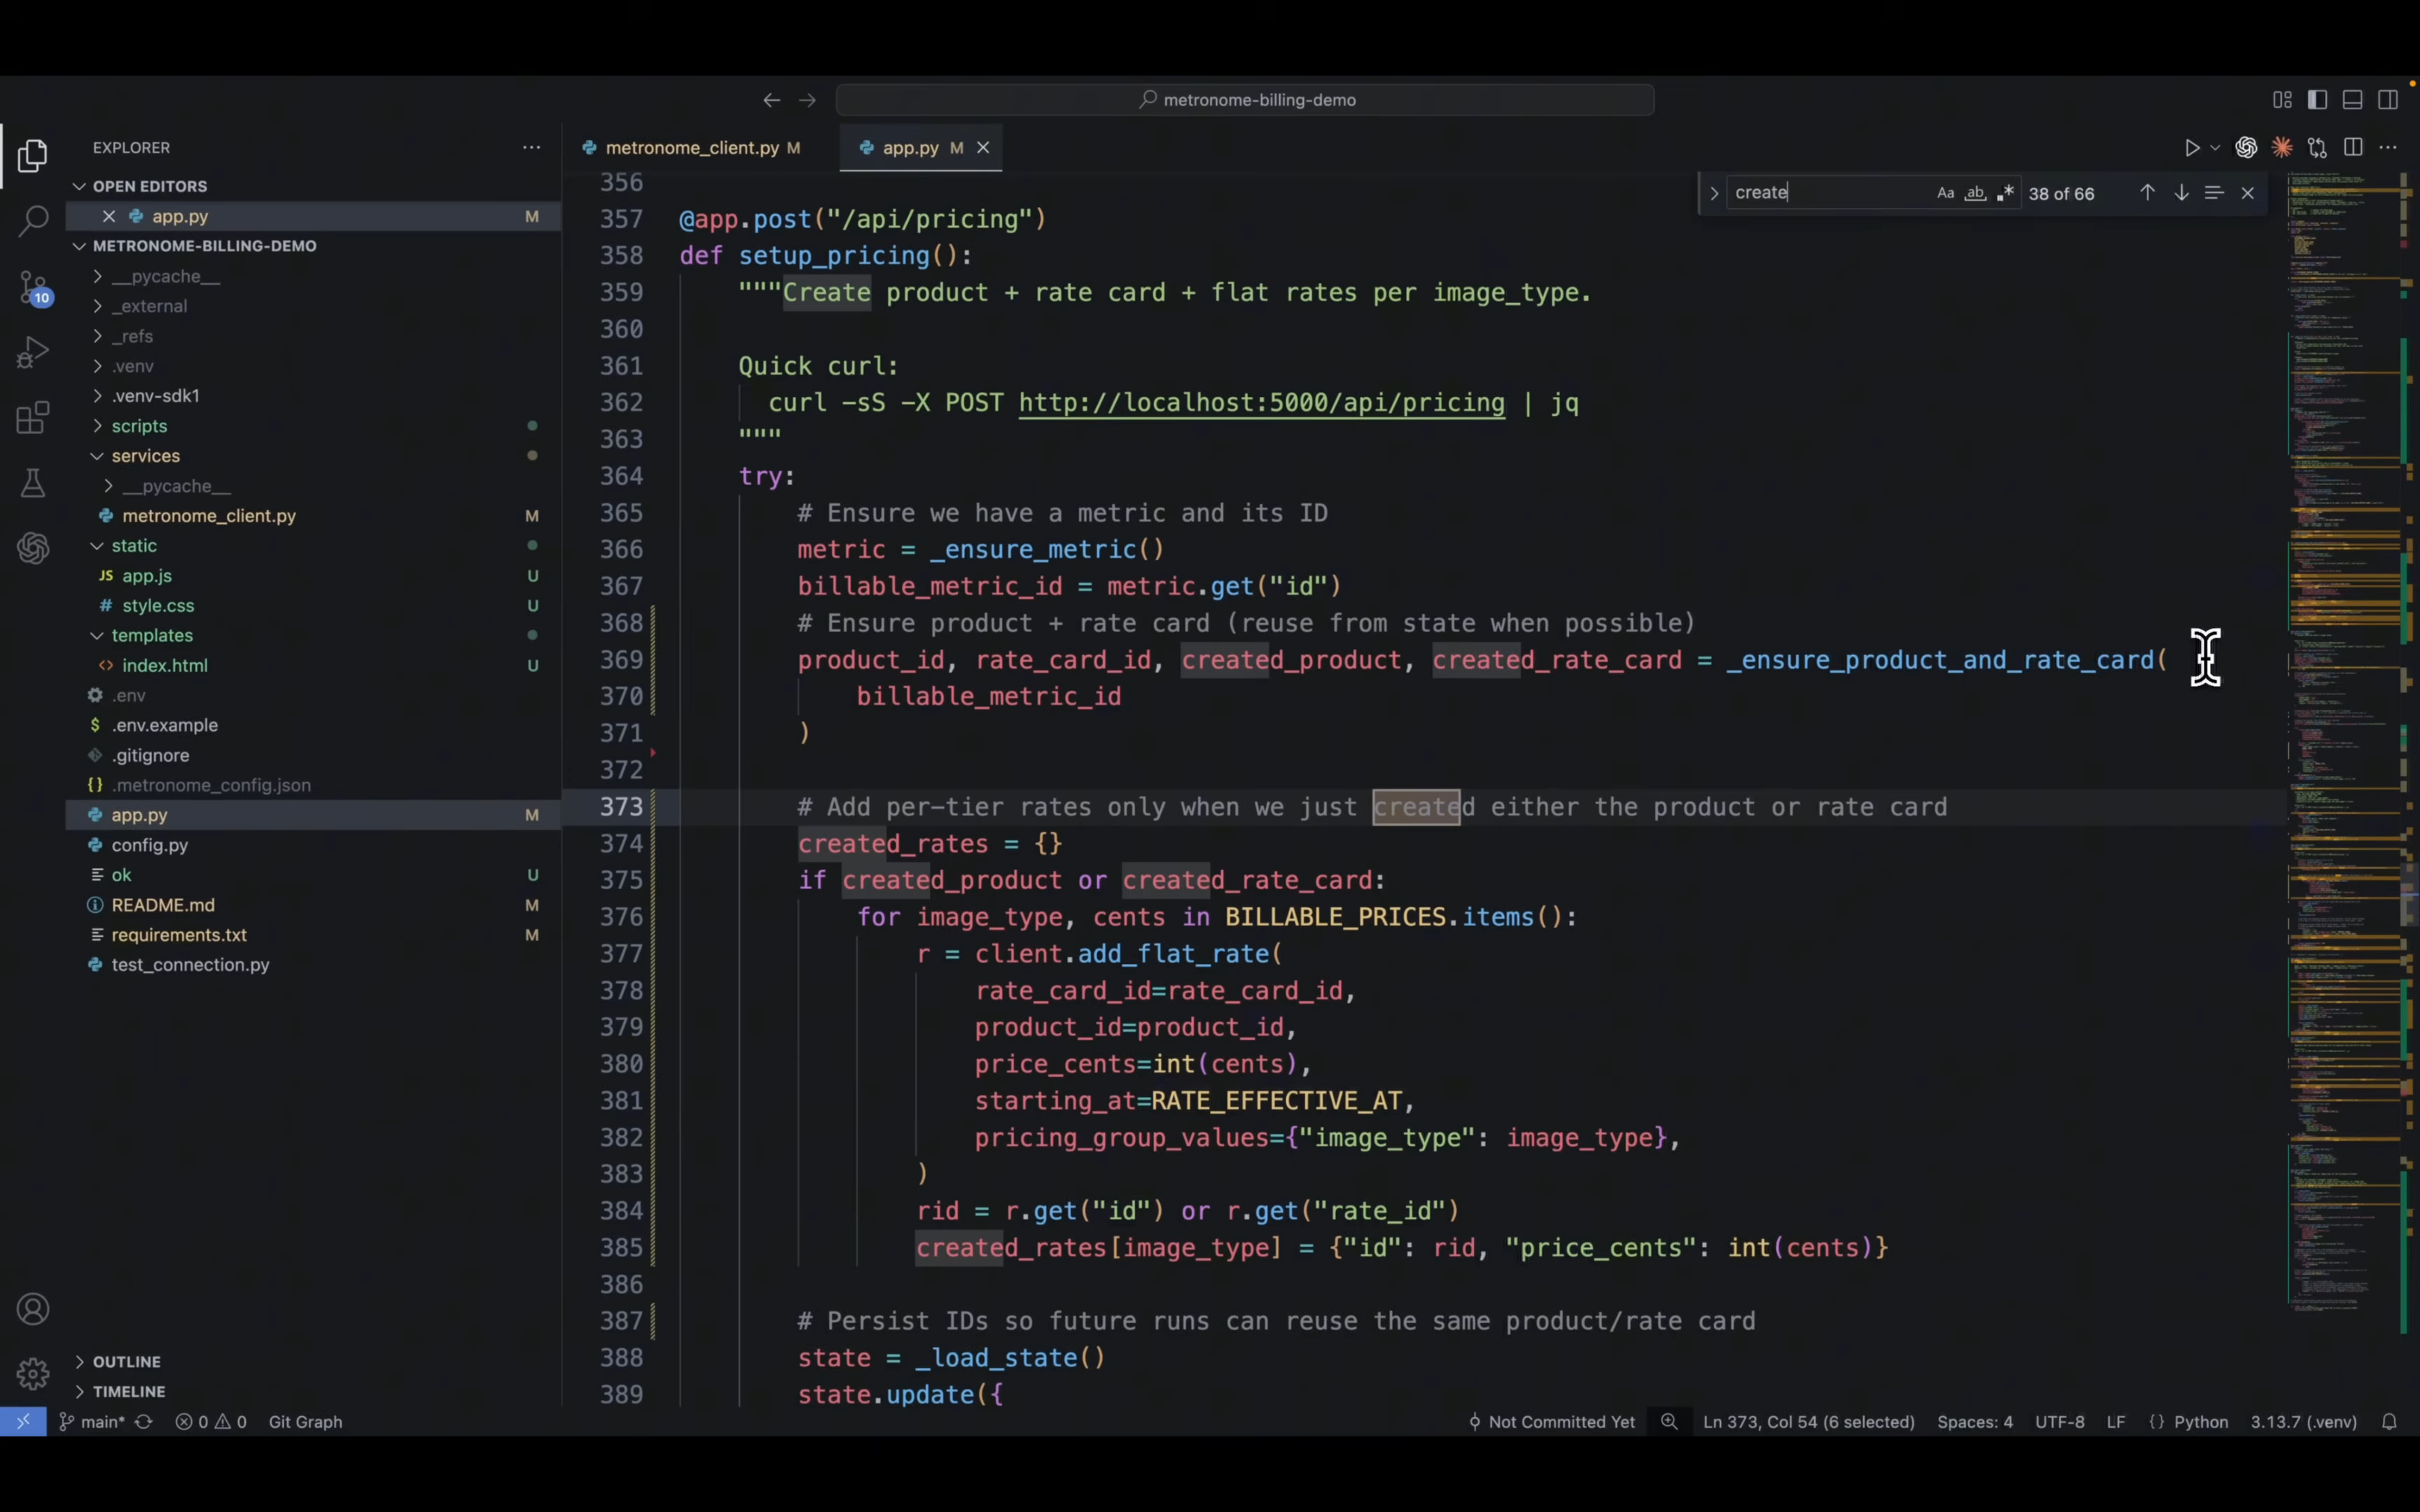 metronome-billing-demo
EXPLORER
OPEN EDITORS
app.py M
METRONOME-BILLING-DEMO
__pycache__
_external
_refs
.venv
.venv-sdk1
scripts
services
__pycache__
metronome_client.py M
static
JS app.js U
# style.css U
templates
<> index.html U
.env
$ .env.example
.gitignore
{} .metronome_config.json
app.py M
config.py
ok U
README.md M
requirements.txt M
test_connection.py
OUTLINE
TIMELINE
10
metronome_client.py M
app.py M
create
Aa ab .* 38 of 66
356
357 @app.post("/api/pricing")
358 def setup_pricing():
359 """Create product + rate card + flat rates per image_type.
360
361 Quick curl:
362 curl -sS -X POST http://localhost:5000/api/pricing | jq
363 """
364 try:
365 # Ensure we have a metric and its ID
366 metric = _ensure_metric()
367 billable_metric_id = metric.get("id")
368 # Ensure product + rate card (reuse from state when possible)
369 product_id, rate_card_id, created_product, created_rate_card = _ensure_product_and_rate_card(
370 billable_metric_id
371 )
372
373 # Add per-tier rates only when we just created either the product or rate card
374 created_rates = {}
375 if created_product or created_rate_card:
376 for image_type, cents in BILLABLE_PRICES.items():
377 r = client.add_flat_rate(
378 rate_card_id=rate_card_id,
379 product_id=product_id,
380 price_cents=int(cents),
381 starting_at=RATE_EFFECTIVE_AT,
382 pricing_group_values={"image_type": image_type},
383 )
384 rid = r.get("id") or r.get("rate_id")
385 created_rates[image_type] = {"id": rid, "price_cents": int(cents)}
386
387 # Persist IDs so future runs can reuse the same product/rate card
388 state = _load_state()
389 state.update({
main* 0 0 Git Graph
Not Committed Yet Ln 373, Col 54 (6 selected) Spaces: 4 UTF-8 LF {} Python 3.13.7 (.venv)